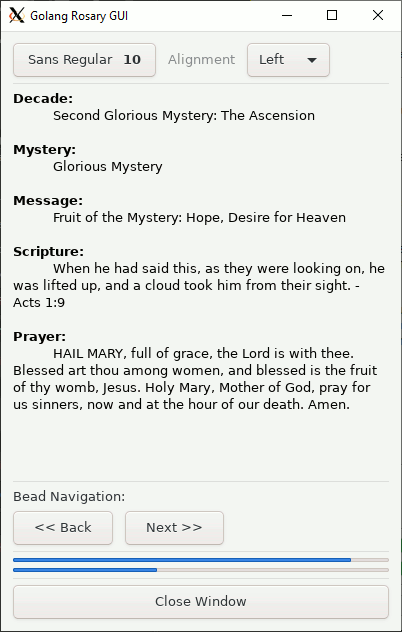 Golang Rosary GUI
Sans Regular 10 Alignment Left
Decade:
Second Glorious Mystery: The Ascension
Mystery:
Glorious Mystery
Message:
Fruit of the Mystery: Hope, Desire for Heaven
Scripture:
When he had said this, as they were looking on, he
was lifted up, and a cloud took him from their sight. -
Acts 1:9
Prayer:
HAIL MARY, full of grace, the Lord is with thee.
Blessed art thou among women, and blessed is the fruit
of thy womb, Jesus. Holy Mary, Mother of God, pray for
us sinners, now and at the hour of our death. Amen.
Bead Navigation:
<< Back Next >>
Close Window